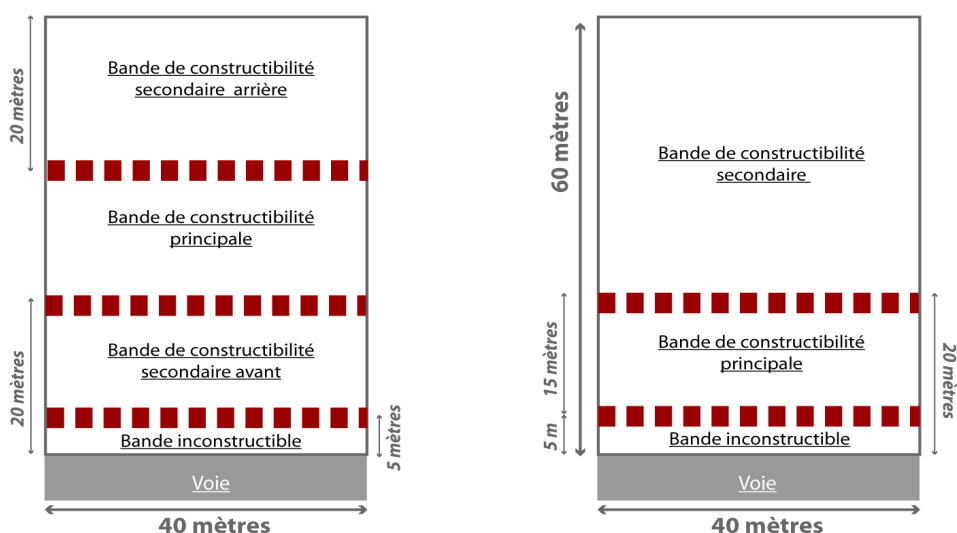 20 mètres
Bande de constructibilité
secondaire  arrière
Bande de constructibilité
principale
20 mètres
Bande de constructibilité
secondaire avant
Bande inconstructible
5 mètres
Voie
40 mètres
60 mètres
Bande de constructibilité
secondaire
15 mètres
Bande de constructibilité
principale
20 mètres
5 m
Bande inconstructible
Voie
40 mètres